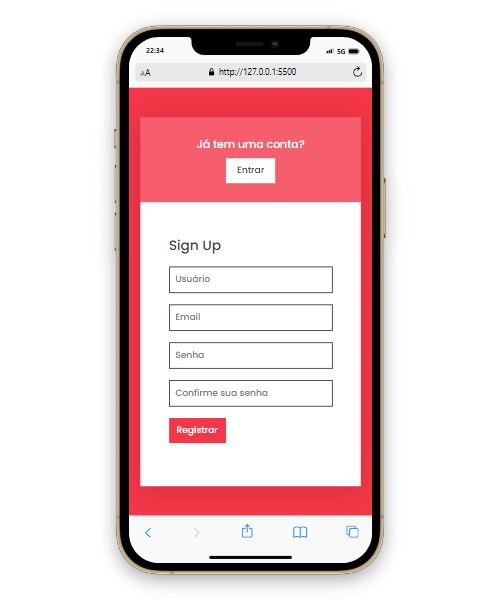 22:34
5G
AA
http://127.0.0.1:5500
Já tem uma conta?
Entrar
Sign Up
Usuário
Email
Senha
Confirme sua senha
Registrar